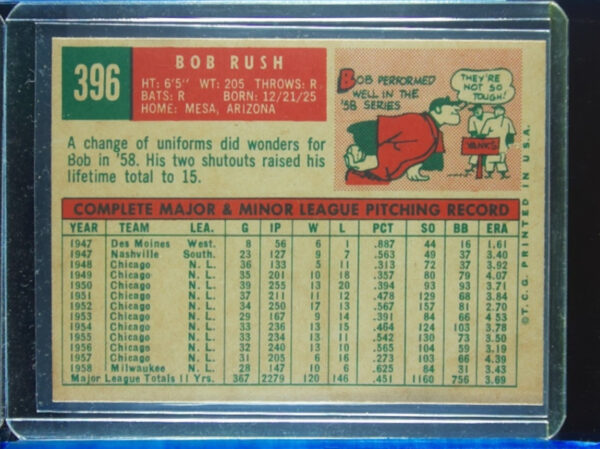 396
BOB RUSH
HT: 6'5" WT: 205 THROWS: R
BATS: R BORN: 12/21/25
HOME: MESA, ARIZONA
A change of uniforms did wonders for
Bob in '58. His two shutouts raised his
lifetime total to 15.
BOB PERFORMED
WELL IN THE
'58 SERIES
THEY'RE
NOT SO
TOUGH!
YANKS
COMPLETE MAJOR & MINOR LEAGUE PITCHING RECORD
YEAR TEAM LEA. G IP W L PCT SO BB ERA
1947 Des Moines West. 8 56 6 1 .887 44 16 1.61
1947 Nashville South. 23 127 9 7 .563 49 37 3.40
1948 Chicago N. L. 36 133 5 11 .313 72 37 3.92
1949 Chicago N. L. 35 201 10 18 .357 80 79 4.07
1950 Chicago N. L. 39 255 13 20 .394 93 93 3.71
1951 Chicago N. L. 37 211 11 12 .451 129 68 3.84
1952 Chicago N. L. 34 250 17 13 .567 157 81 2.70
1953 Chicago N. L. 29 167 9 14 .391 84 66 4.53
1954 Chicago N. L. 33 236 13 15 .464 124 103 3.78
1955 Chicago N. L. 33 234 13 11 .542 130 73 3.50
1956 Chicago N. L. 32 240 13 10 .565 104 59 3.19
1957 Chicago N. L. 31 205 6 16 .273 103 66 4.39
1958 Milwaukee N. L. 28 147 10 6 .625 84 31 3.43
Major League Totals 11 Yrs. 367 2279 120 146 .451 1160 756 3.69
©T.C.G. PRINTED IN U.S.A.